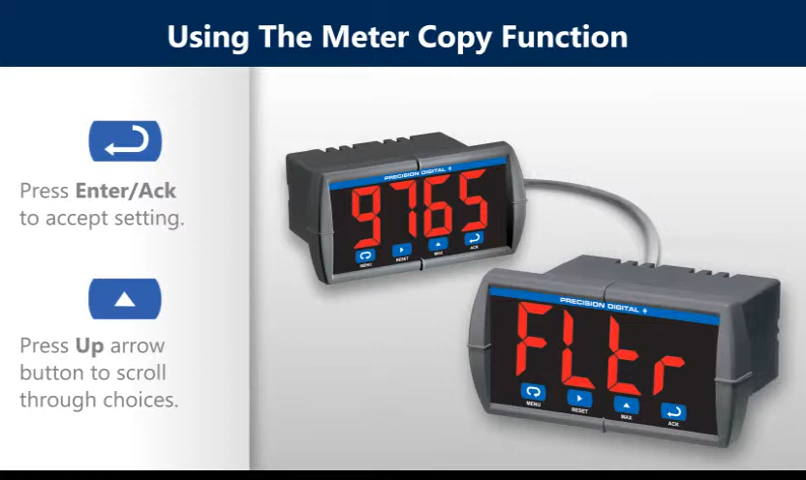 Using The Meter Copy Function
Press Enter/Ack
to accept setting.
Press Up arrow
button to scroll
through choices.
PRECISION DIGITAL
9765
MENU
RESET
MAX
ACK
PRECISION DIGITAL
FLtr
MENU
RESET
MAX
ACK